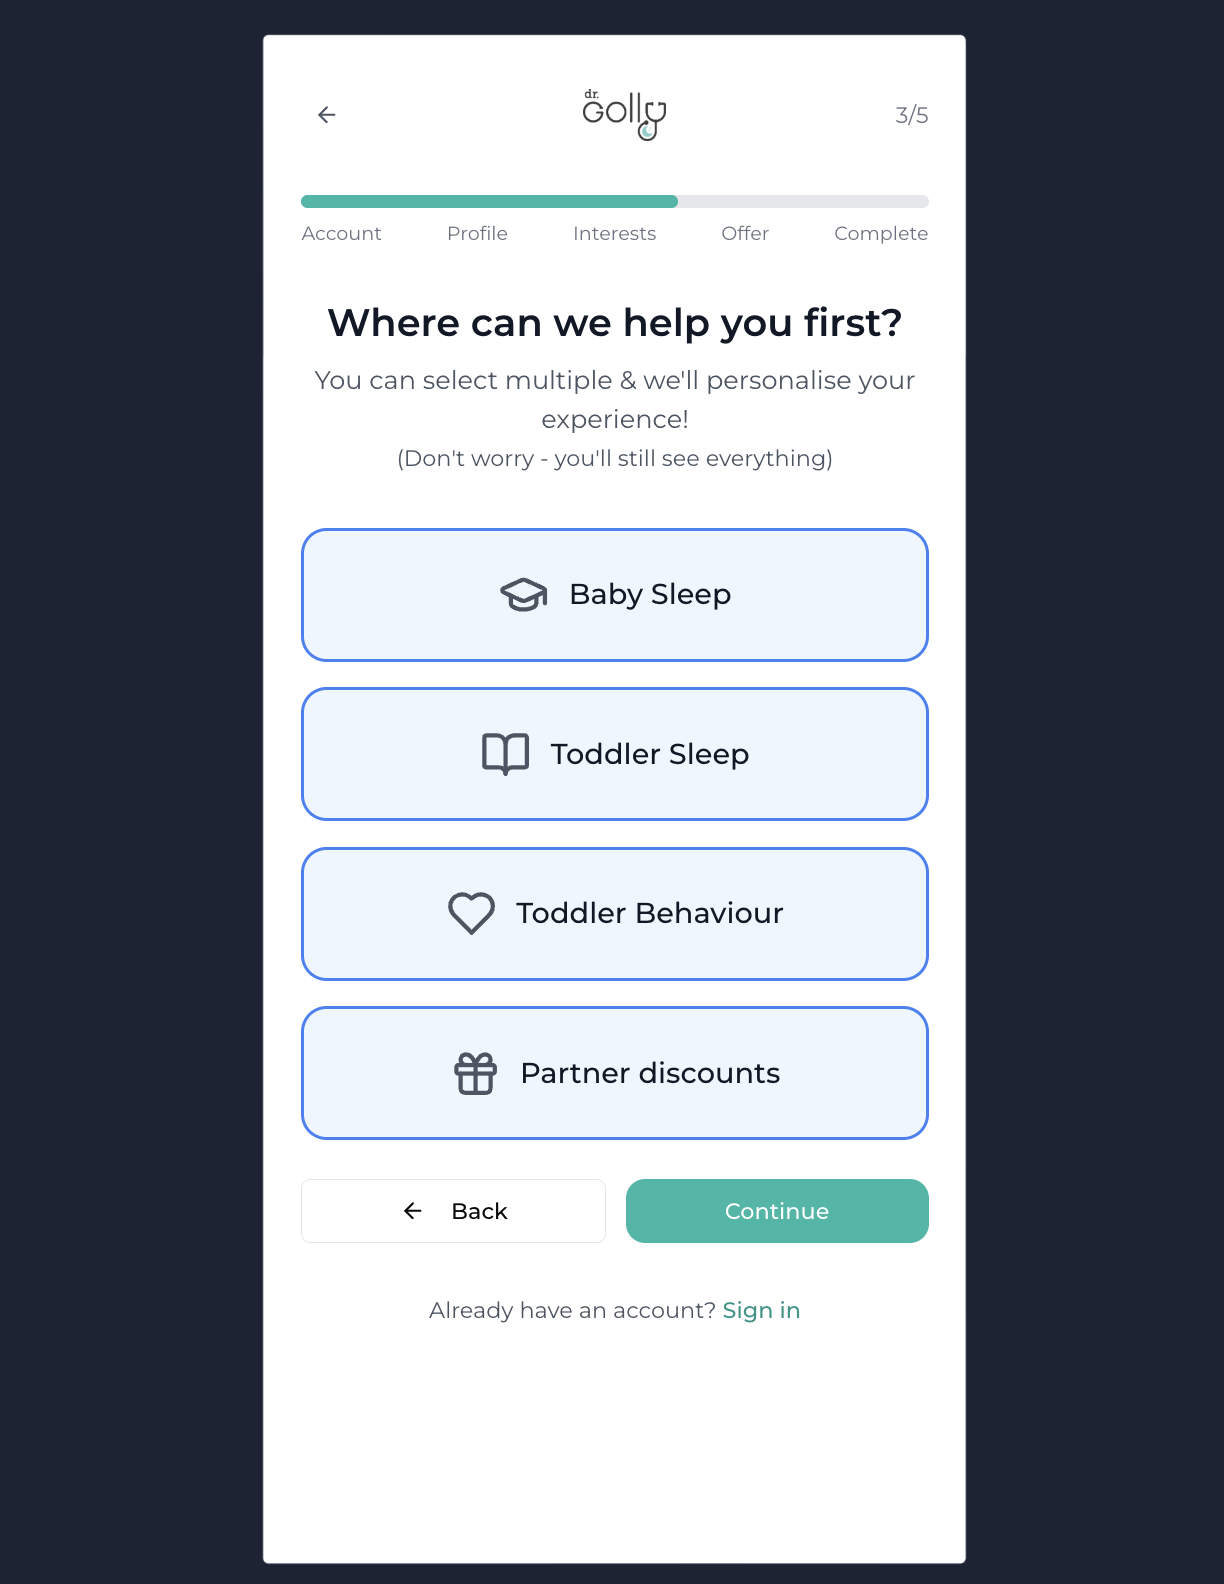 dr.
Golly
3/5
Account Profile Interests Offer Complete
Where can we help you first?
You can select multiple & we'll personalise your
experience!
(Don't worry - you'll still see everything)
Baby Sleep
Toddler Sleep
Toddler Behaviour
Partner discounts
Back Continue
Already have an account? Sign in